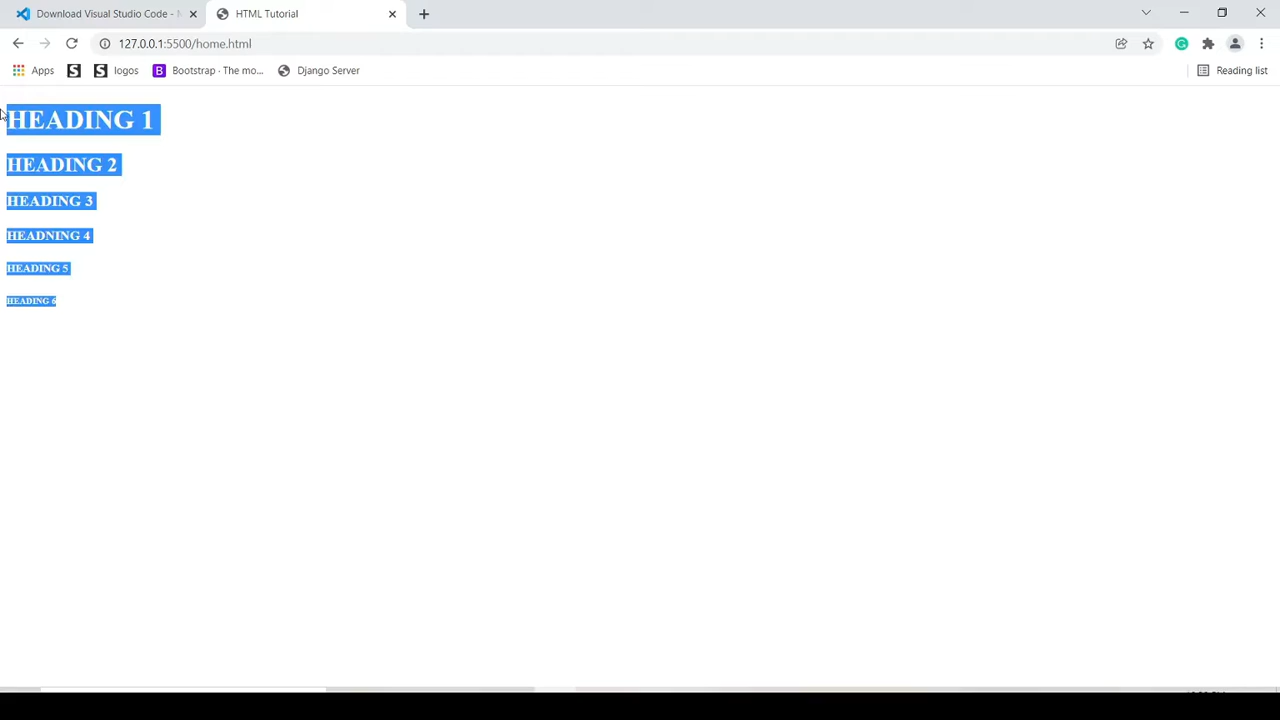 Download Visual Studio Code -
HTML Tutorial
127.0.0.1:5500/home.html
Apps
logos
Bootstrap · The mo...
Django Server
Reading list
HEADING 1
HEADING 2
HEADING 3
HEADNING 4
HEADING 5
HEADING 6